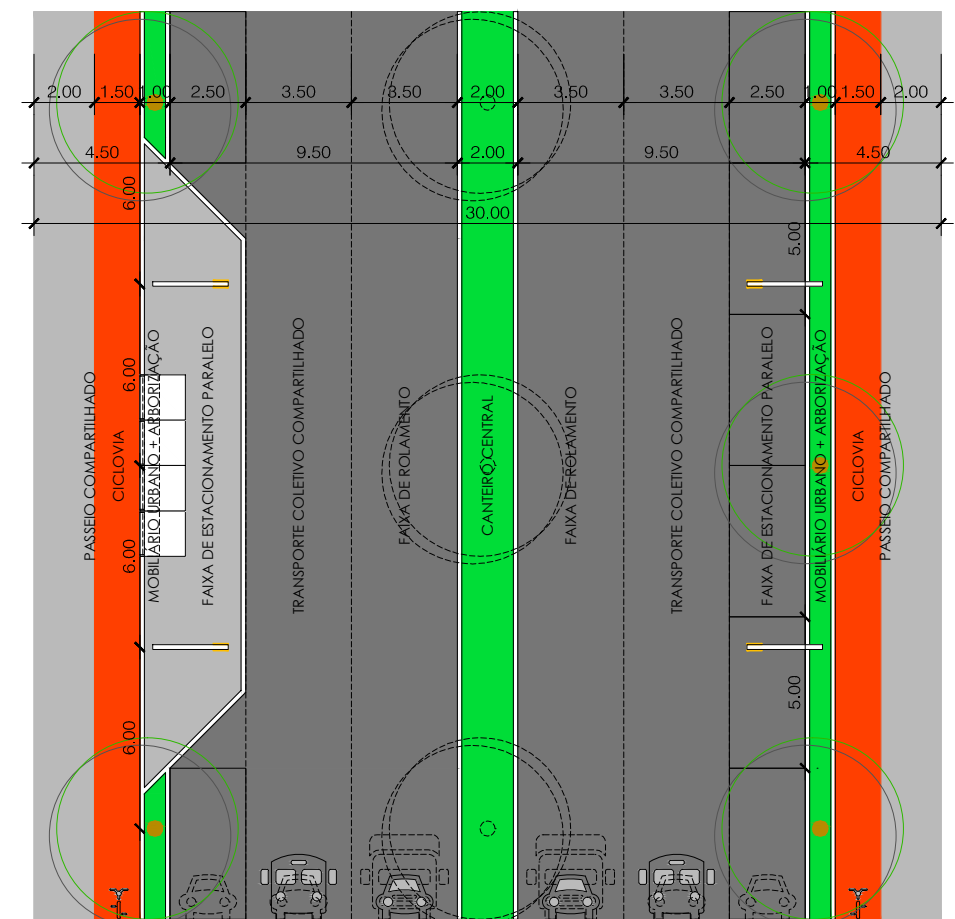 2.00 1.50 1.00 2.50 3.50 3.50 2.00 3.50 3.50 2.50 1.00 1.50 2.00
4.50 9.50 2.00 9.50 4.50
30.00
6.00
6.00
6.00
6.00
5.00
5.00
PASSEIO COMPARTILHADO
CICLOVIA
MOBILIÁRIO URBANO + ARBORIZAÇÃO
FAIXA DE ESTACIONAMENTO PARALELO
TRANSPORTE COLETIVO COMPARTILHADO
FAIXA DE ROLAMENTO
CANTEIRO CENTRAL
FAIXA DE ROLAMENTO
TRANSPORTE COLETIVO COMPARTILHADO
FAIXA DE ESTACIONAMENTO PARALELO
MOBILIÁRIO URBANO + ARBORIZAÇÃO
CICLOVIA
PASSEIO COMPARTILHADO